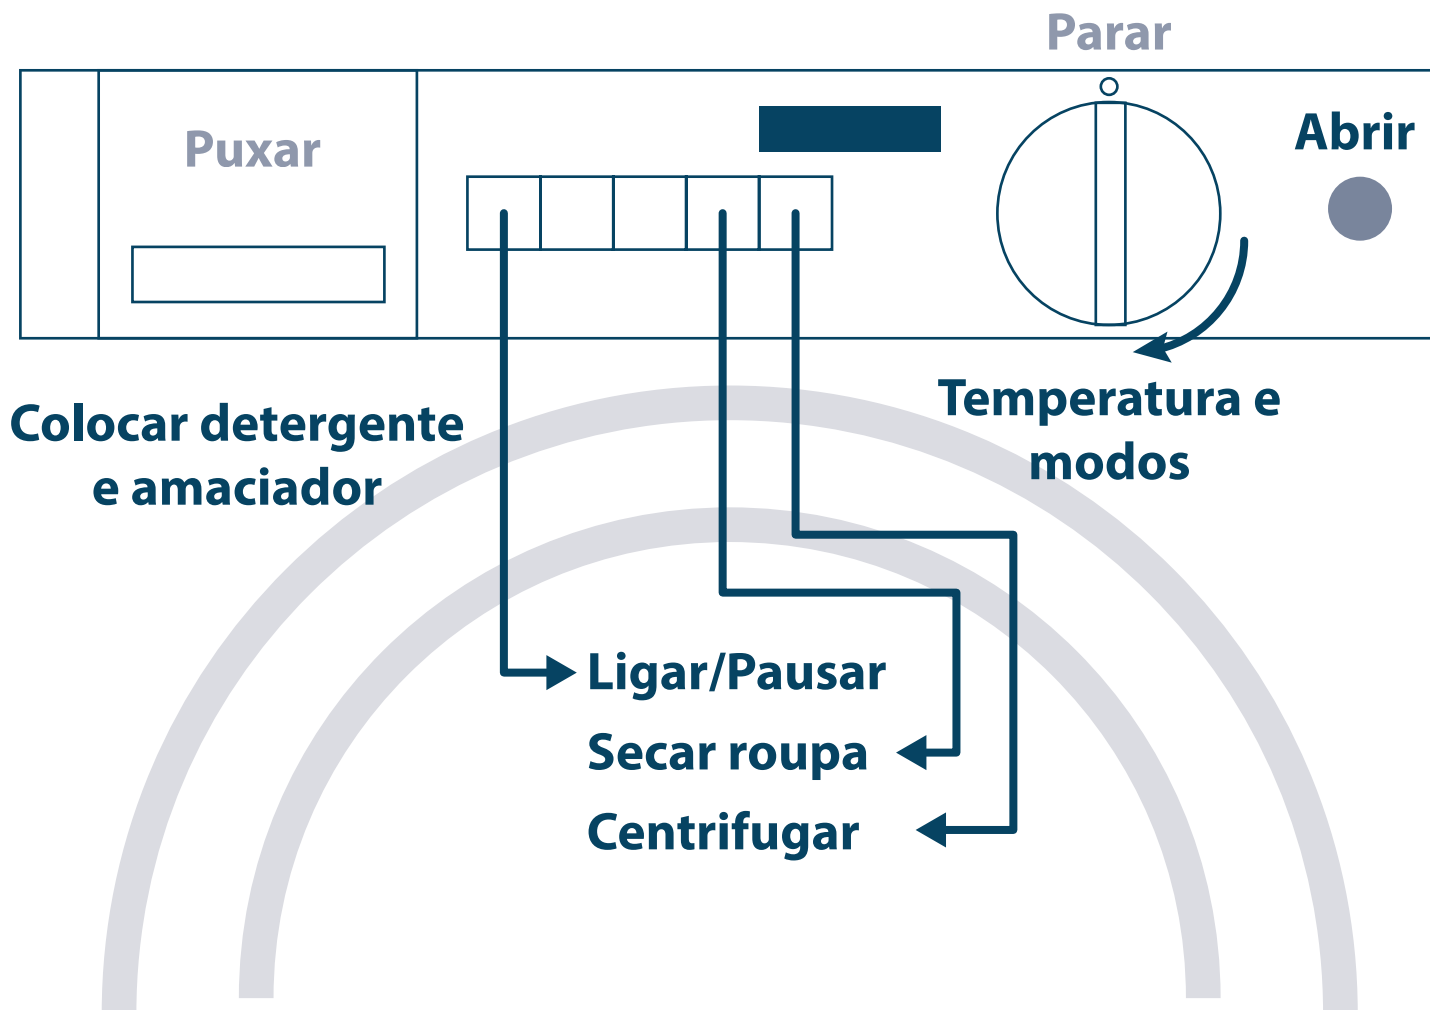 Parar
Puxar
Abrir
Colocar detergente
e amaciador
Temperatura e
modos
Ligar/Pausar
Secar roupa
Centrifugar